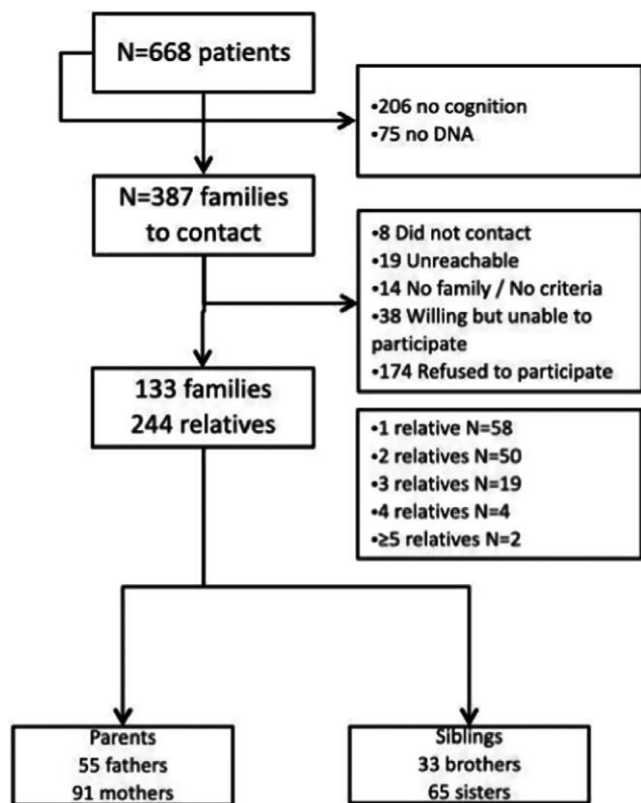 N=668 patients
•206 no cognition
•75 no DNA
N=387 families
to contact
•8 Did not contact
•19 Unreachable
•14 No family / No criteria
•38 Willing but unable to
participate
•174 Refused to participate
133 families
244 relatives
•1 relative N=58
•2 relatives N=50
•3 relatives N=19
•4 relatives N=4
•≥5 relatives N=2
Parents
55 fathers
91 mothers
Siblings
33 brothers
65 sisters